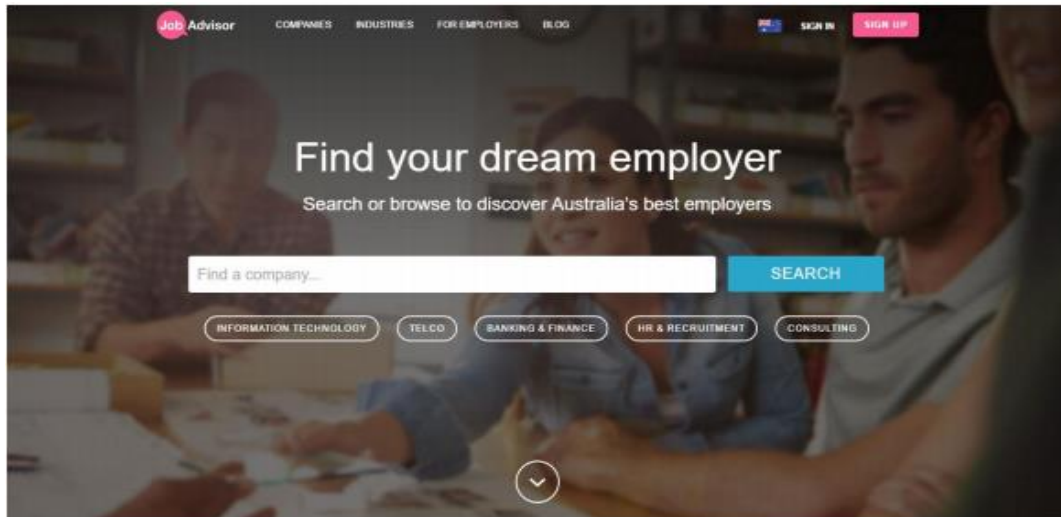 Job Advisor COMPANIES INDUSTRIES FOR EMPLOYERS BLOG SIGN IN SIGN UP
Find your dream employer
Search or browse to discover Australia's best employers
Find a company... SEARCH
INFORMATION TECHNOLOGY TELCO BANKING & FINANCE HR & RECRUITMENT CONSULTING